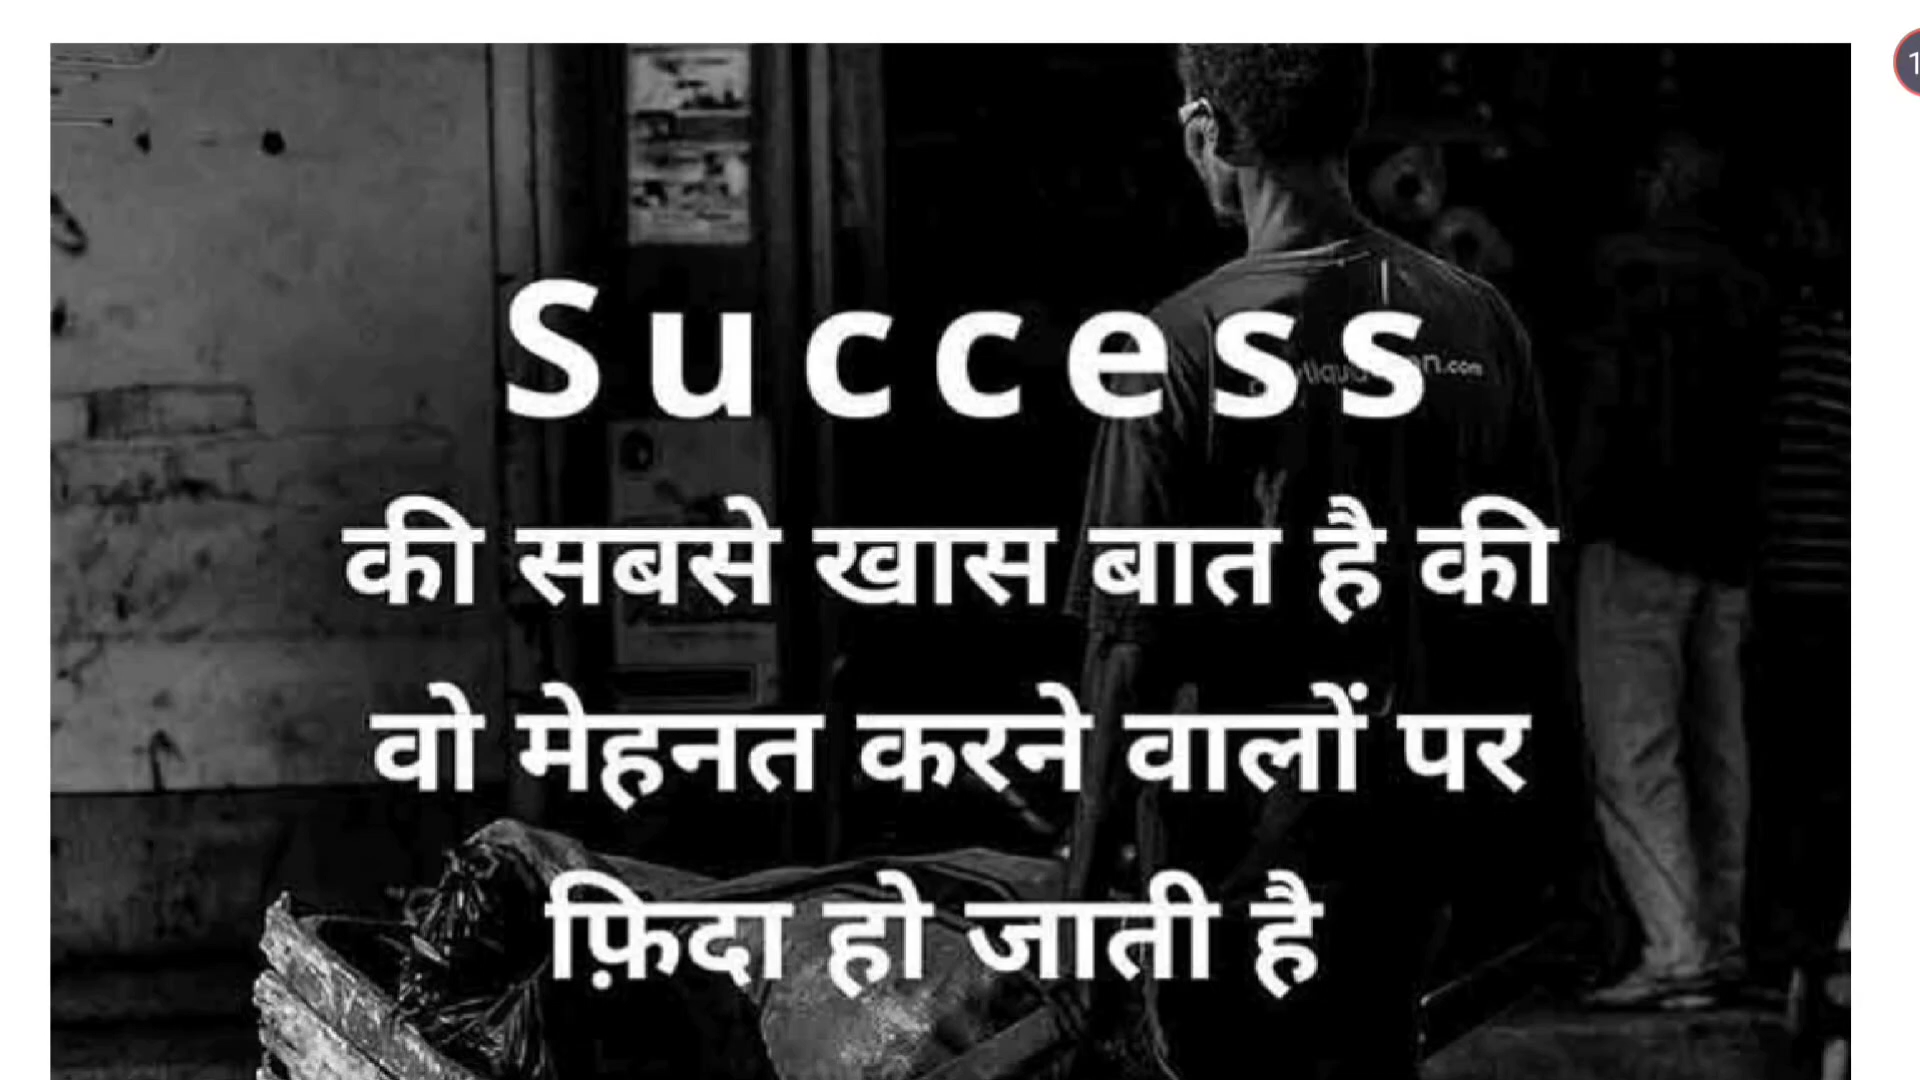 Success
की सबसे खास बात है की
वो मेहनत करने वालों पर
फ़िदा हो जाती है